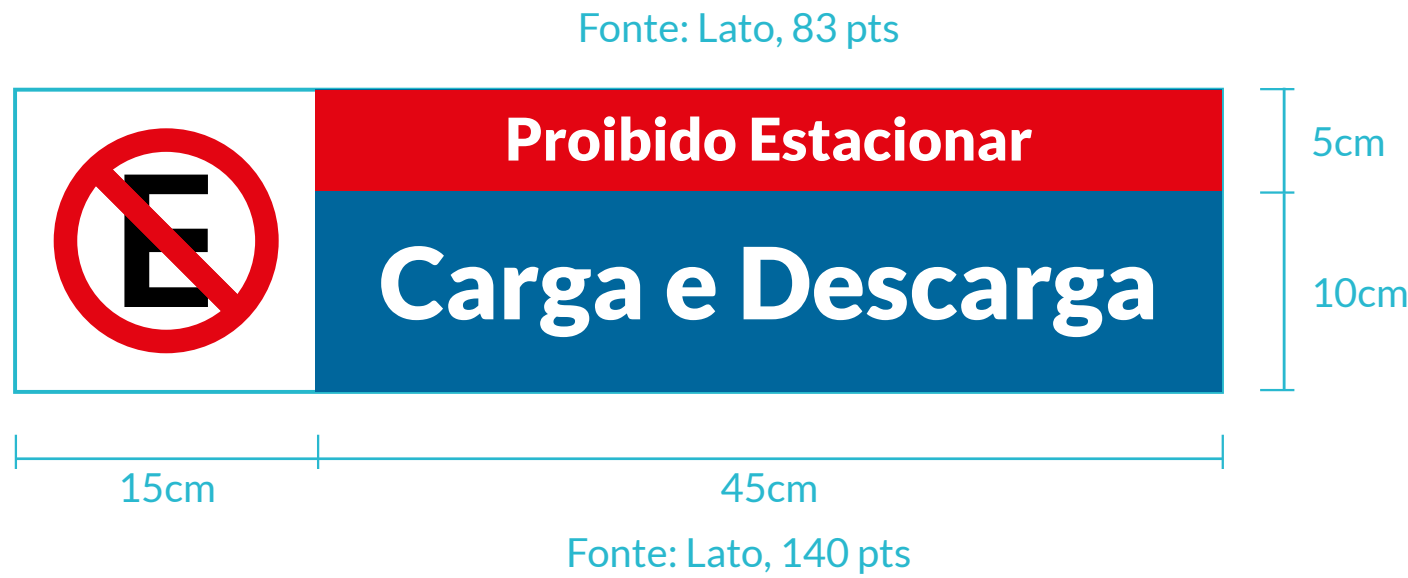 Fonte: Lato, 83 pts
E
Proibido Estacionar
5cm
Carga e Descarga
10cm
15cm
45cm
Fonte: Lato, 140 pts